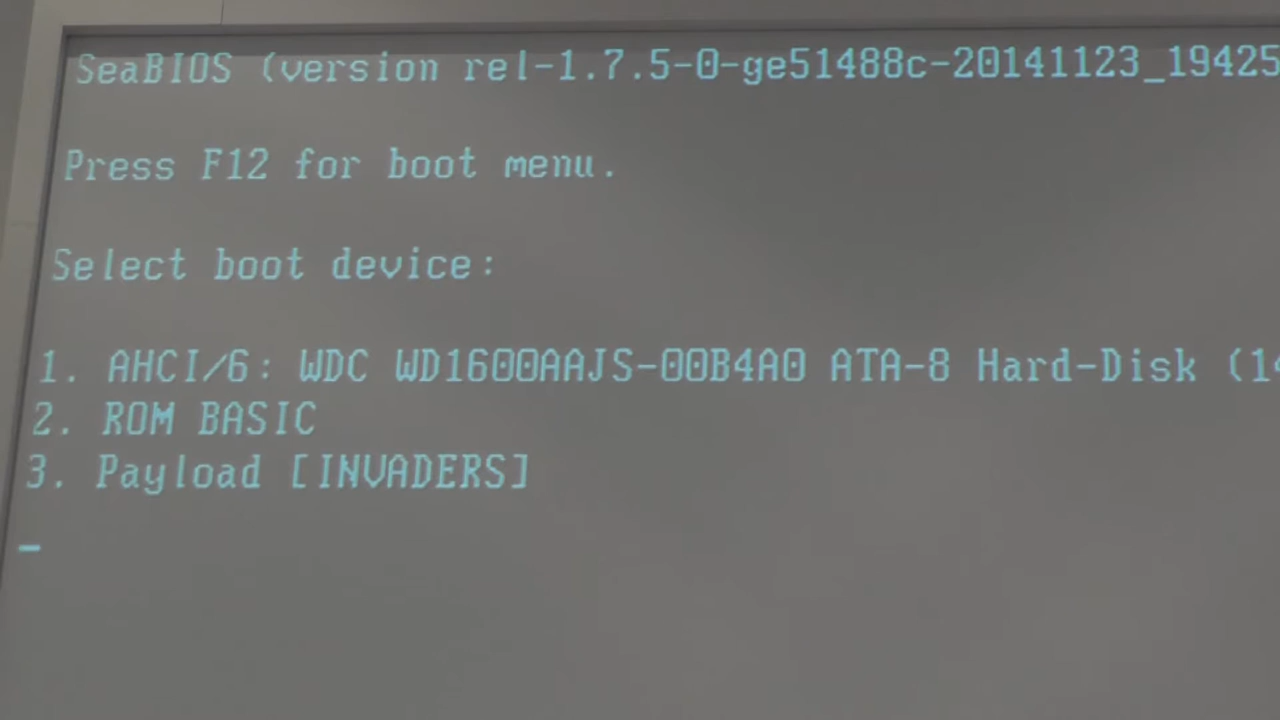 SeaBIOS (version rel-1.7.5-0-ge51488c-20141123_19425
Press F12 for boot menu.
Select boot device:
1. AHCI/6: WDC WD1600AAJS-00B4A0 ATA-8 Hard-Disk (14
2. ROM BASIC
3. Payload [INVADERS]